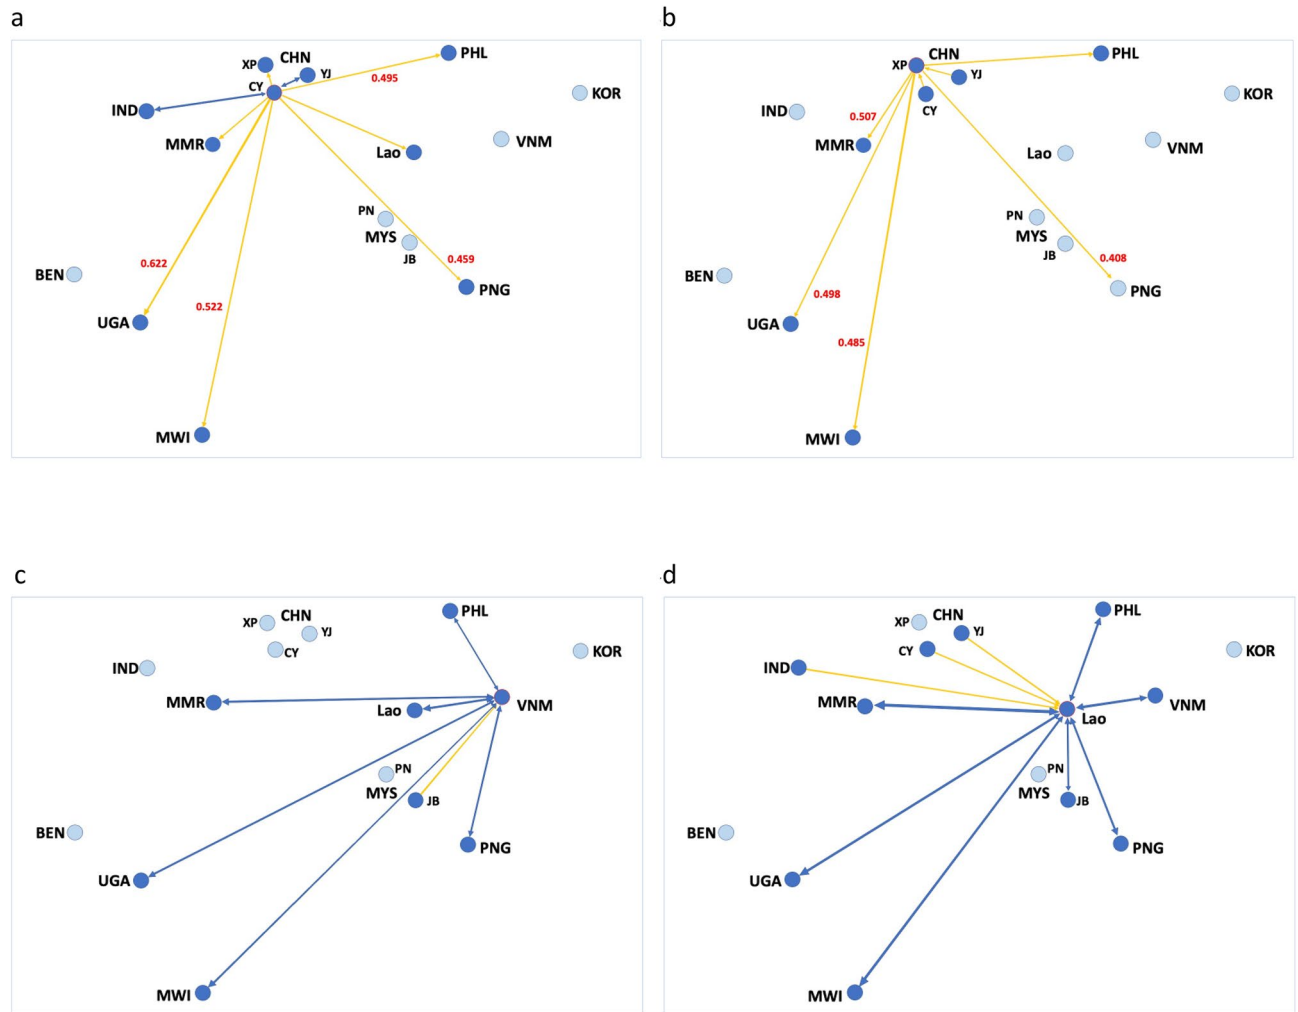 a
XP
CHN
YJ
CY
PHL
0.495
KOR
IND
MMR
Lao
VNM
PN
MYS
JB
0.459
PNG
BEN
0.622
0.522
UGA
MWI
b
XP
CHN
YJ
CY
PHL
KOR
IND
0.507
MMR
Lao
VNM
PN
MYS
JB
0.408
PNG
BEN
0.498
UGA
0.485
MWI
c
XP
CHN
YJ
CY
PHL
KOR
IND
MMR
Lao
VNM
PN
MYS
JB
BEN
PNG
UGA
MWI
d
XP
CHN
YJ
CY
PHL
KOR
IND
MMR
Lao
VNM
PN
MYS
JB
BEN
PNG
UGA
MWI